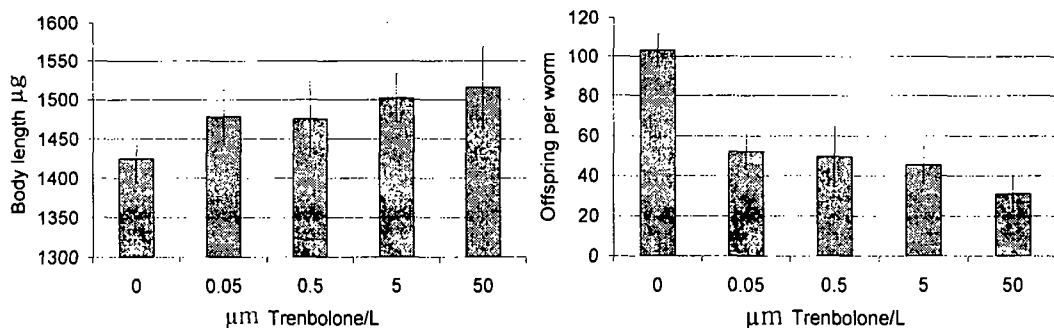 Body length µg
1600
1550
1500
1450
1400
1350
1300
0 0.05 0.5 5 50
µm Trenbolone/L
Offspring per worm
120
100
80
60
40
20
0
0 0.05 0.5 5 50
µm Trenbolone/L